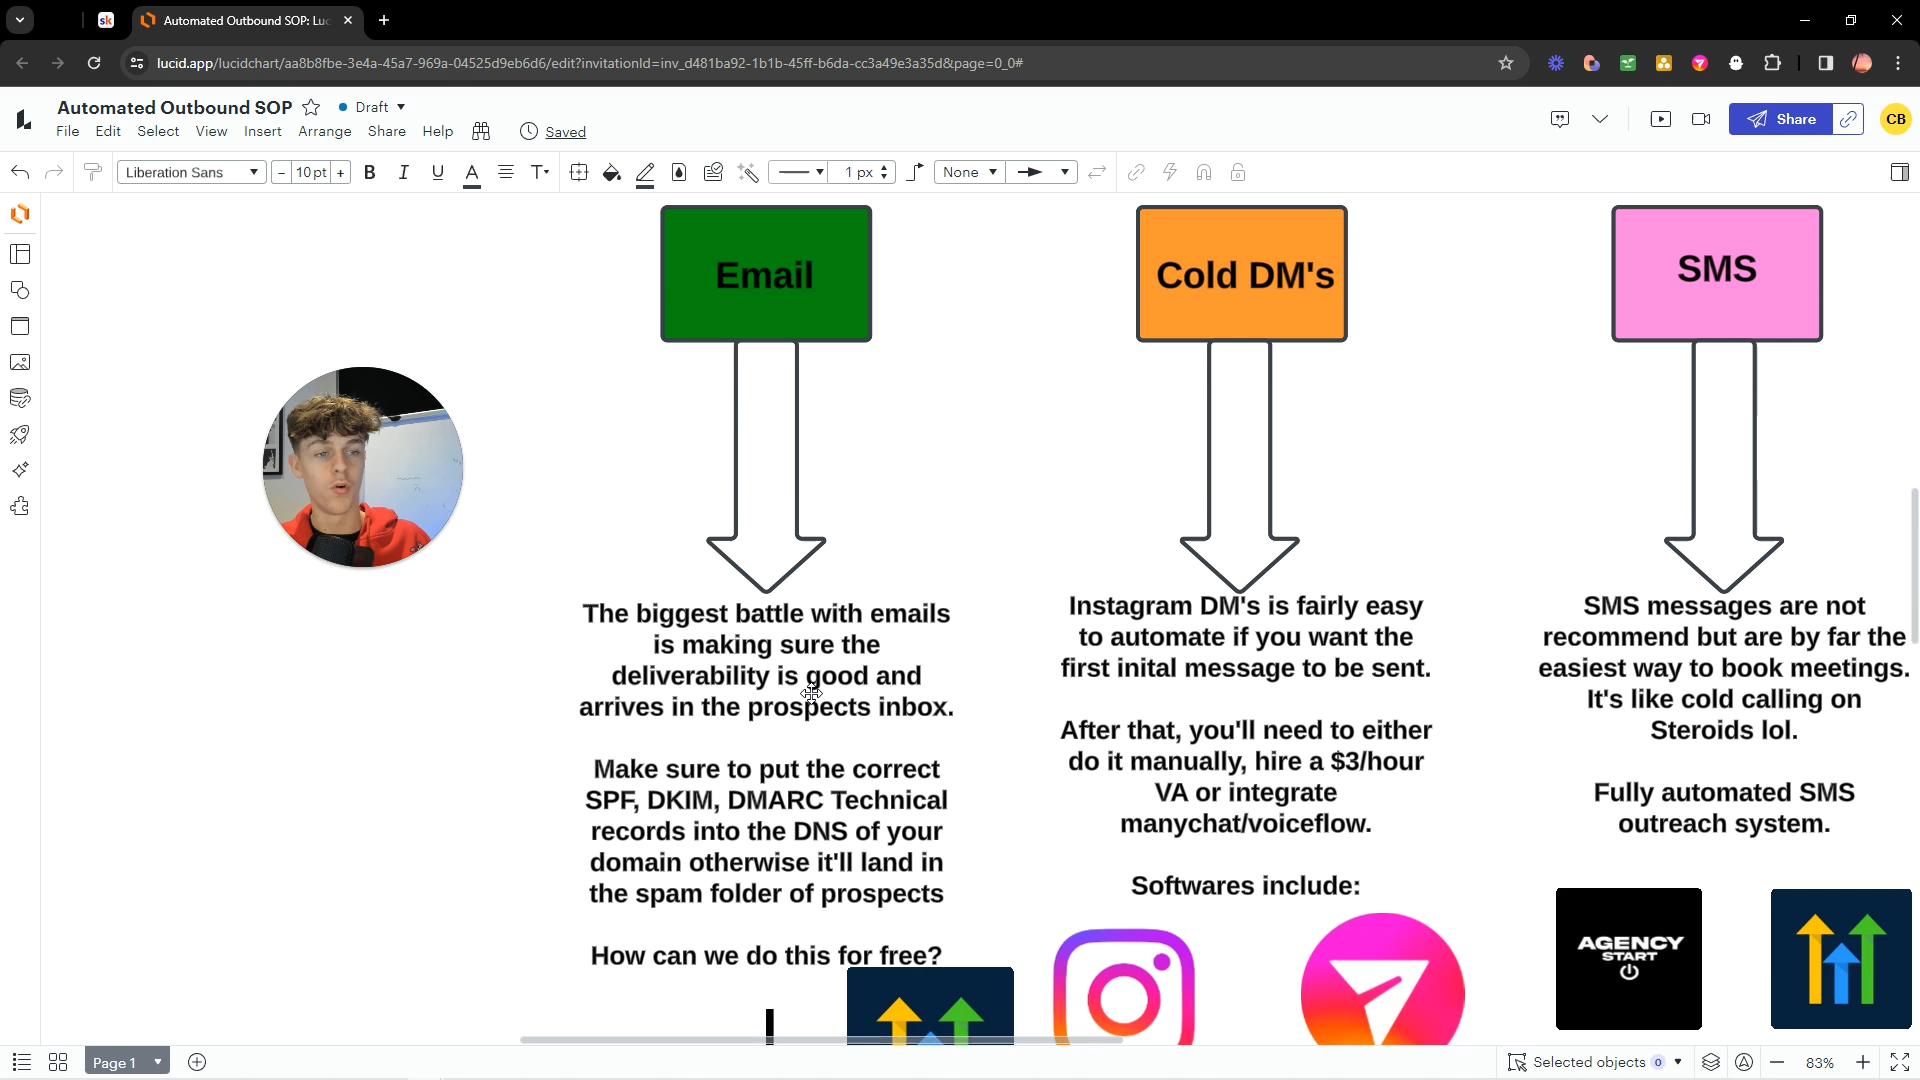 sk
Automated Outbound SOP: Luc
lucid.app/lucidchart/aa8b8fbe-3e4a-45a7-969a-04525d9eb6d6/edit?invitationId=inv_d481ba92-1b1b-45ff-b6da-cc3a49e3a35d&page=0_0#
Automated Outbound SOP
Draft
File Edit Select View Insert Arrange Share Help
Saved
Share
CB
Liberation Sans
- 10 pt +
B I U A T
1 px
None
Email
Cold DM's
SMS
The biggest battle with emails
is making sure the
deliverability is good and
arrives in the prospects inbox.
Make sure to put the correct
SPF, DKIM, DMARC Technical
records into the DNS of your
domain otherwise it'll land in
the spam folder of prospects
How can we do this for free?
Instagram DM's is fairly easy
to automate if you want the
first inital message to be sent.
After that, you'll need to either
do it manually, hire a $3/hour
VA or integrate
manychat/voiceflow.
Softwares include:
SMS messages are not
recommend but are by far the
easiest way to book meetings.
It's like cold calling on
Steroids lol.
Fully automated SMS
outreach system.
AGENCY
START
Page 1
Selected objects 0
83%